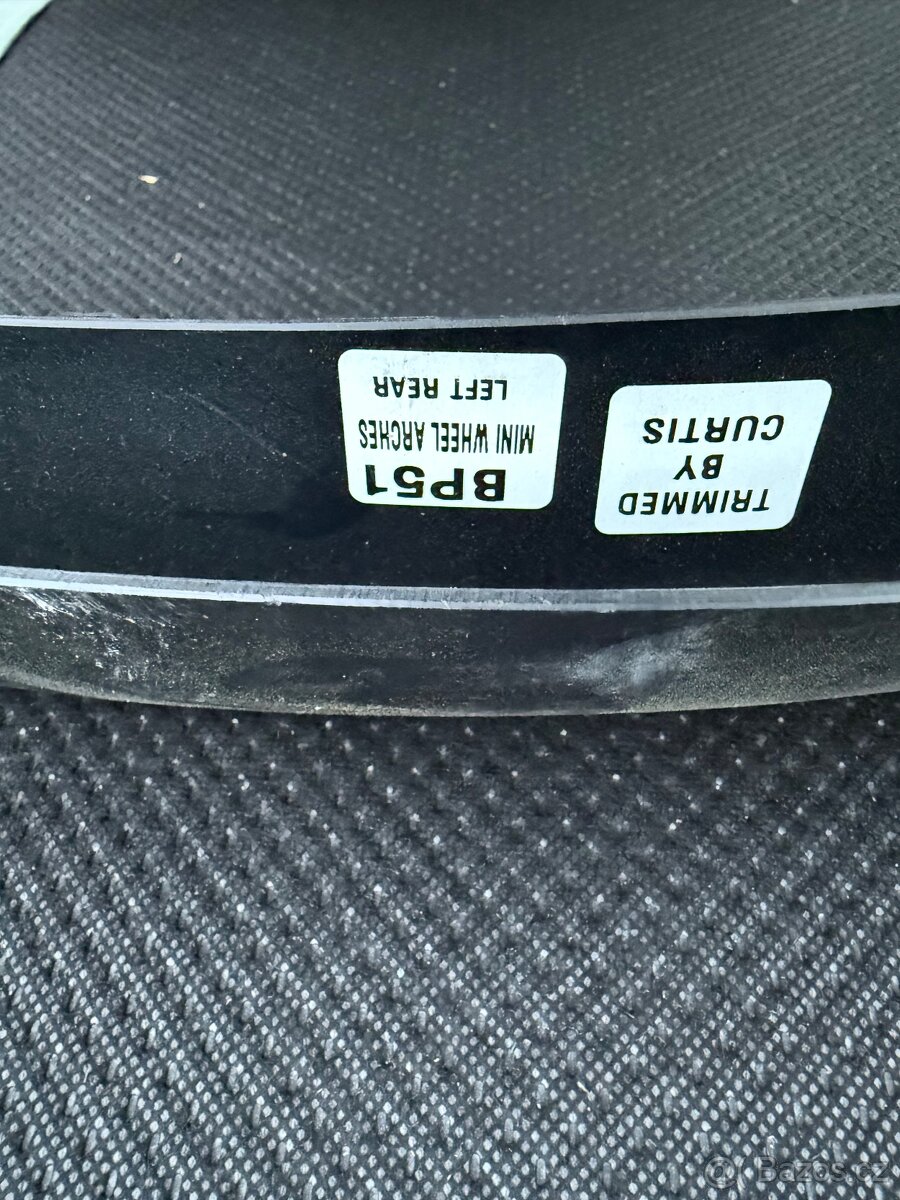 BP51
MINI WHEEL ARCHES
LEFT REAR
TRIMMED
BY
CURTIS
© Bazos.cz